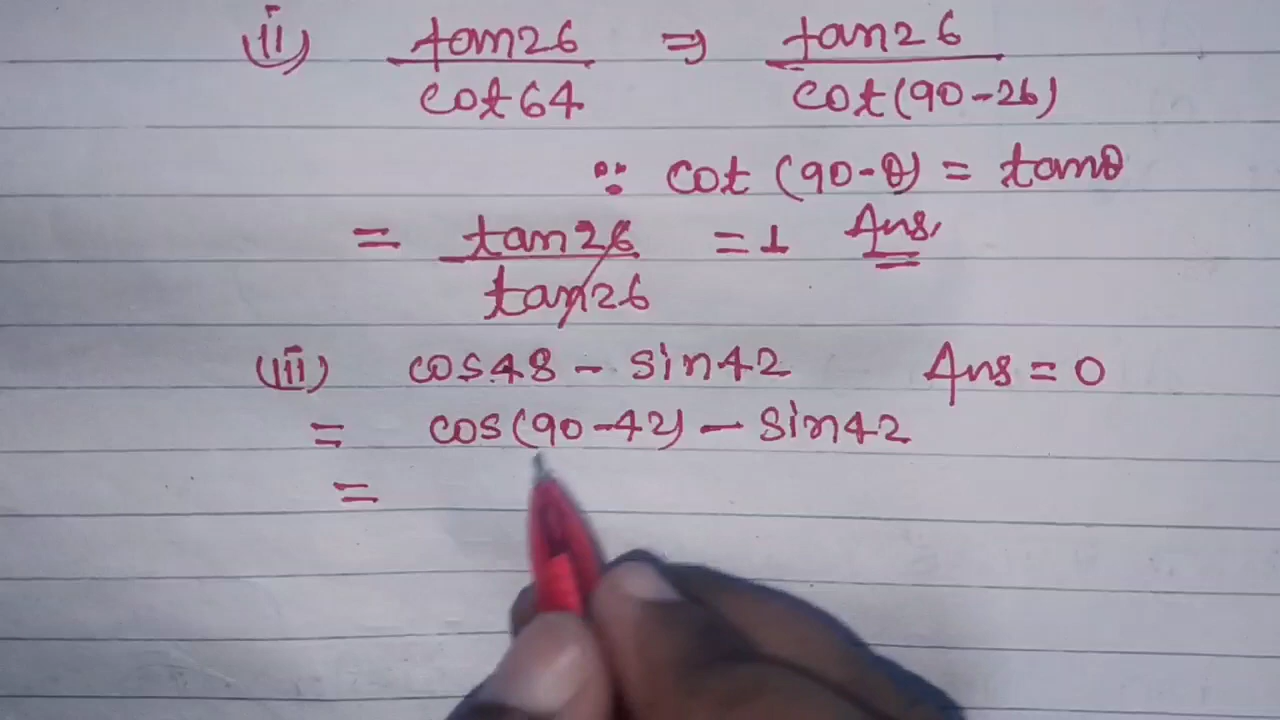 (ii) tan26/cot64 ⇒ tan26/cot(90-26)
∵ cot (90-θ) = tanθ
= tan26/tan26 = 1 Ans.
(iii) cos48 - sin42 Ans = 0
= cos(90-42) - sin42
=